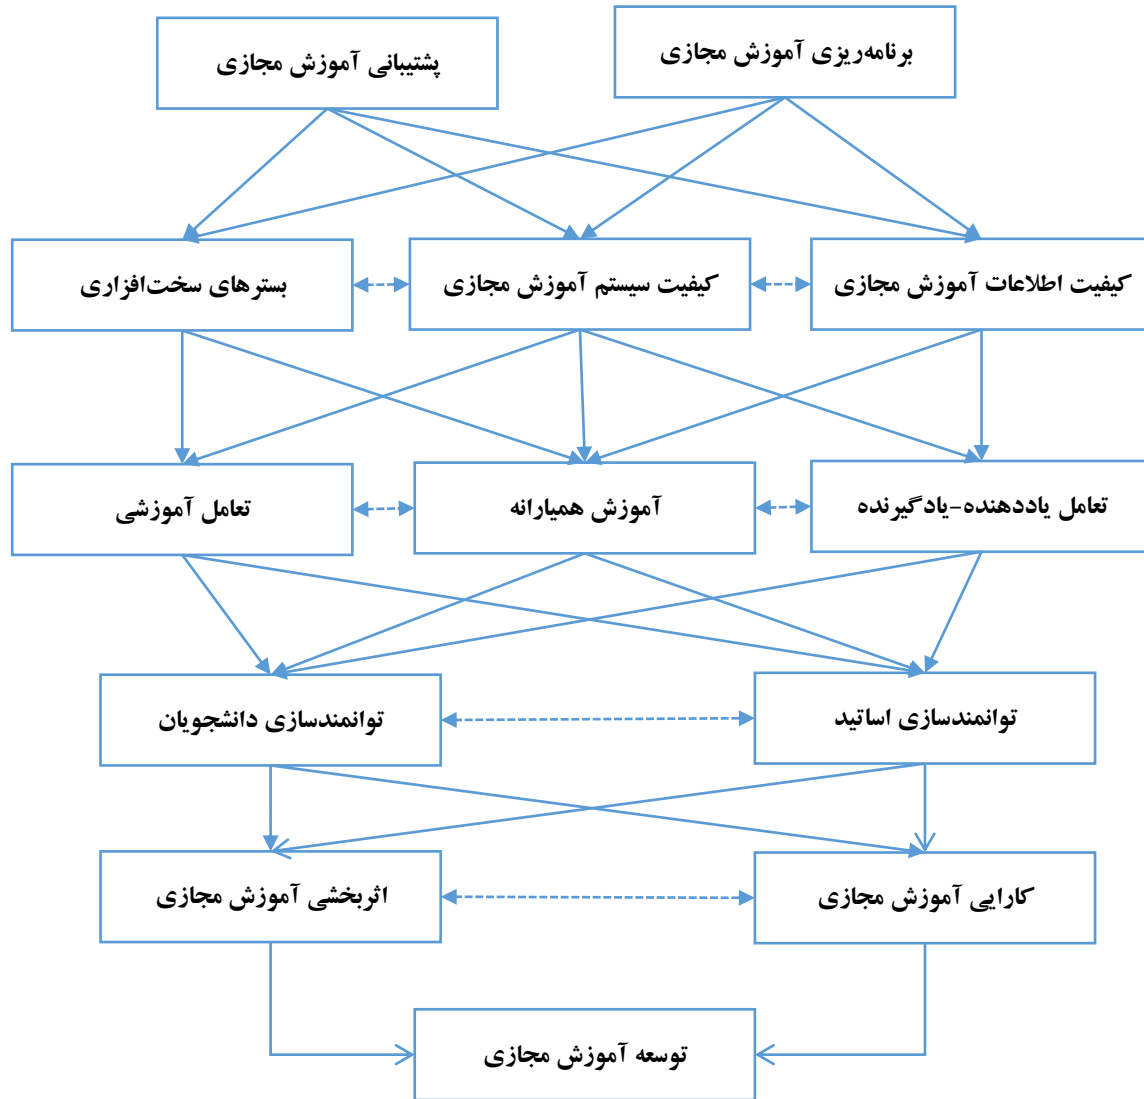 برنامه‌ریزی آموزش مجازی
پشتیبانی آموزش مجازی
کیفیت اطلاعات آموزش مجازی
کیفیت سیستم آموزش مجازی
بسترهای سخت‌افزاری
تعامل یاددهنده-یادگیرنده
آموزش همیارانه
تعامل آموزشی
توانمندسازی اساتید
توانمندسازی دانشجویان
کارایی آموزش مجازی
اثربخشی آموزش مجازی
توسعه آموزش مجازی